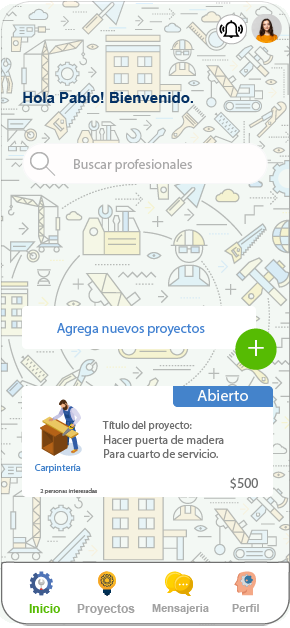 Hola Pablo! Bienvenido.
Buscar profesionales
Agrega nuevos proyectos
+
Abierto
Título del proyecto:
Hacer puerta de madera
Para cuarto de servicio.
Carpintería
2 personas interesadas
$500
Inicio Proyectos Mensajeria Perfil